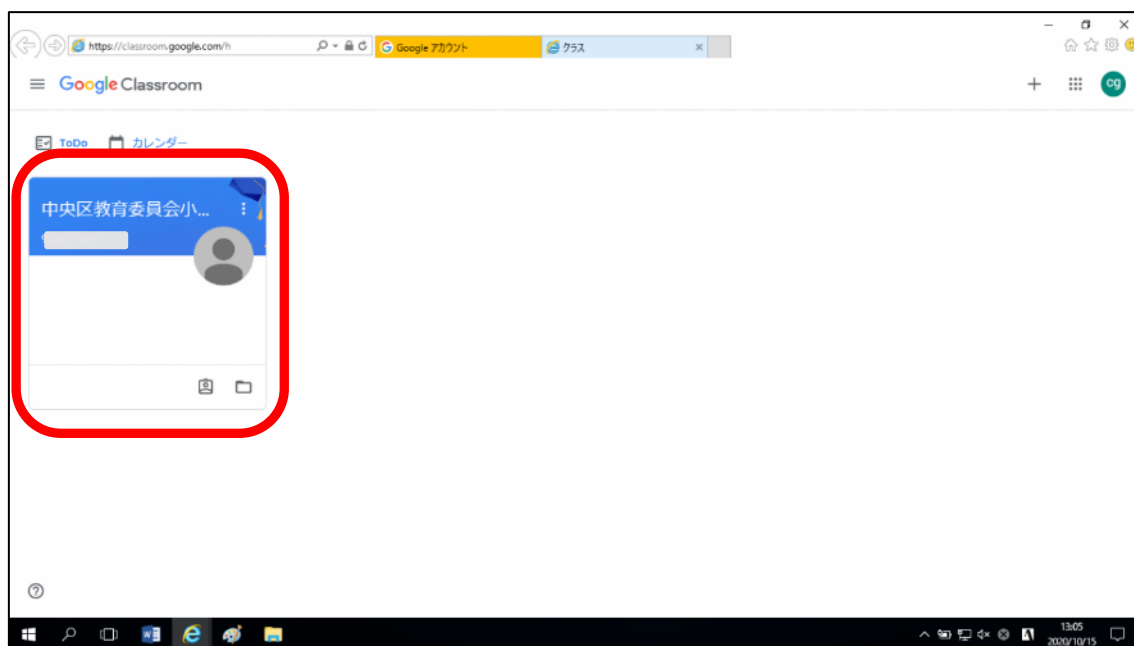 https://classroom.google.com/h
Google アカウント
クラス
Google Classroom
cg
ToDo
カレンダー
中央区教育委員会小...
13:05
2020/10/15